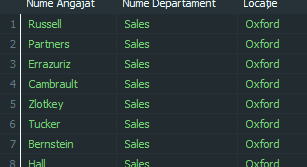 Nume Angajat Nume Departament Locație
1 Russell Sales Oxford
2 Partners Sales Oxford
3 Errazuriz Sales Oxford
4 Cambrault Sales Oxford
5 Zlotkey Sales Oxford
6 Tucker Sales Oxford
7 Bernstein Sales Oxford
8 Hall Sales Oxford